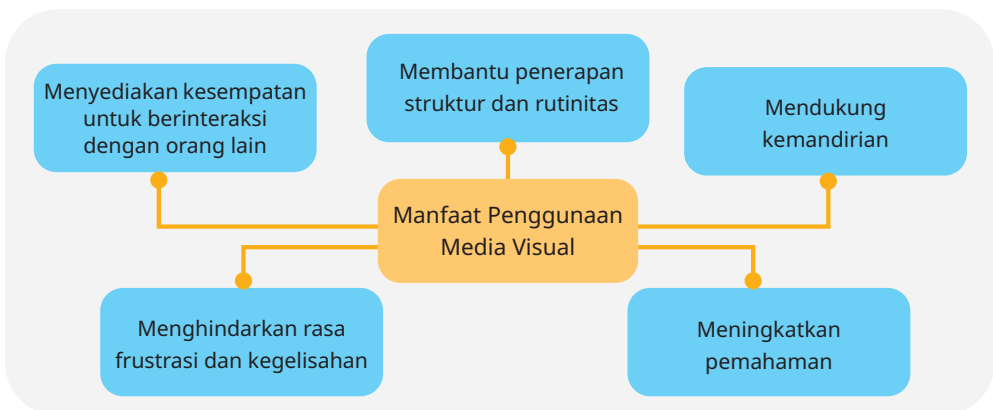 Menyediakan kesempatan
untuk berinteraksi
dengan orang lain
Membantu penerapan
struktur dan rutinitas
Mendukung
kemandirian
Manfaat Penggunaan
Media Visual
Menghindarkan rasa
frustrasi dan kegelisahan
Meningkatkan
pemahaman